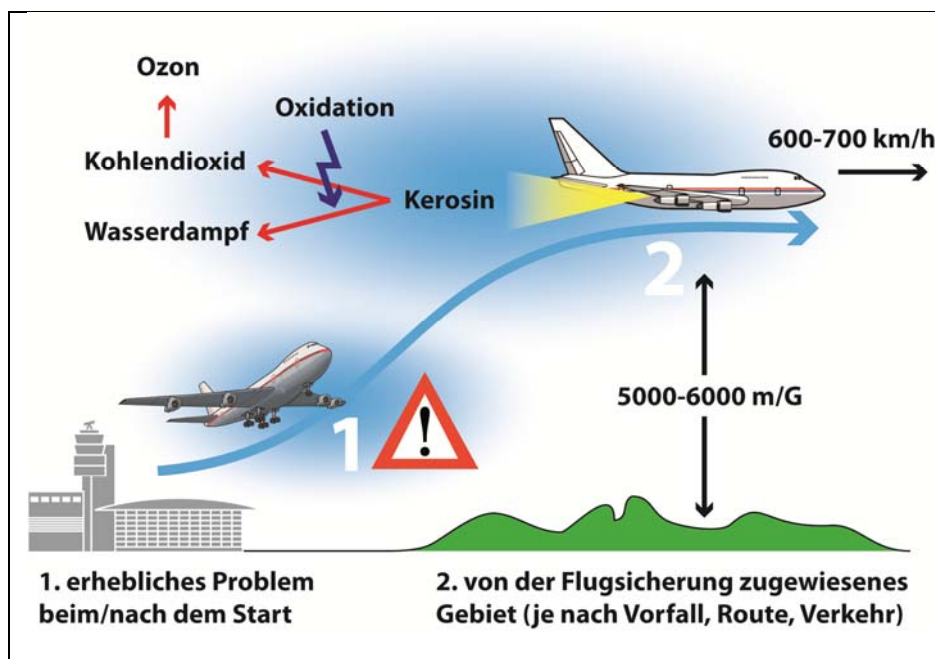 Ozon
Oxidation
Kohlendioxid
Wasserdampf
Kerosin
600-700 km/h
2
1
!
5000-6000 m/G
1. erhebliches Problem
beim/nach dem Start
2. von der Flugsicherung zugewiesenes
Gebiet (je nach Vorfall, Route, Verkehr)